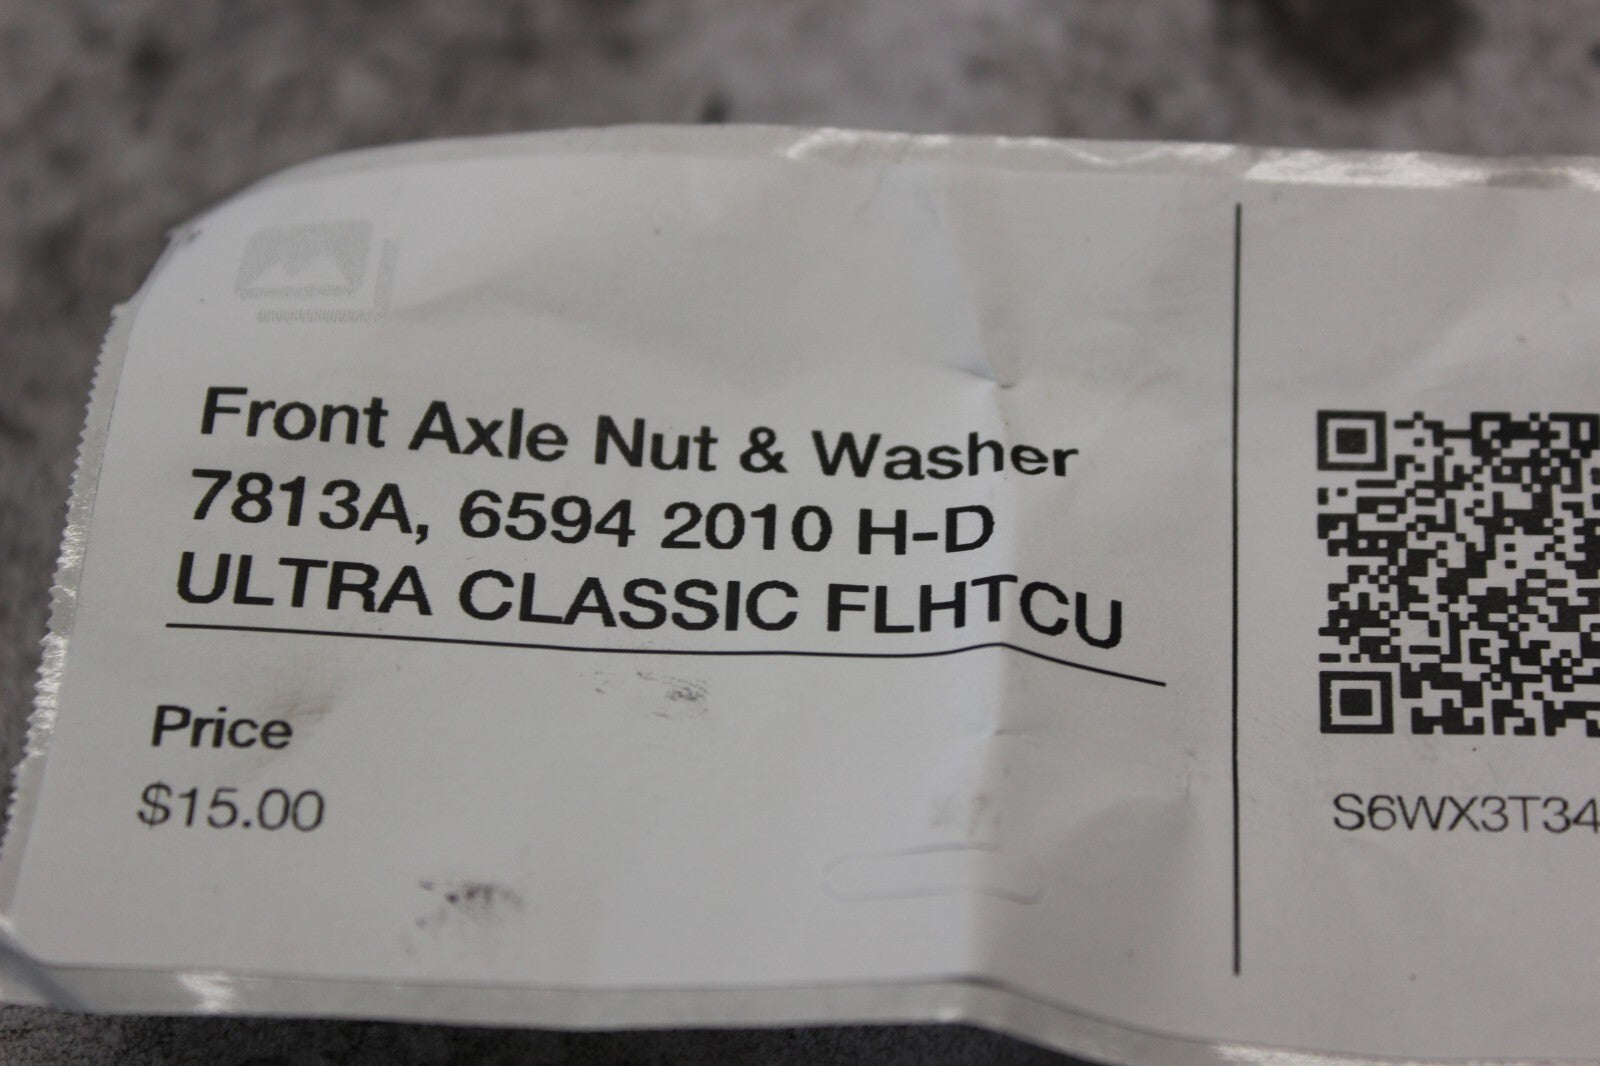 Front Axle Nut & Washer
7813A, 6594 2010 H-D
ULTRA CLASSIC FLHTCU
Price
$15.00
S6WX3T34